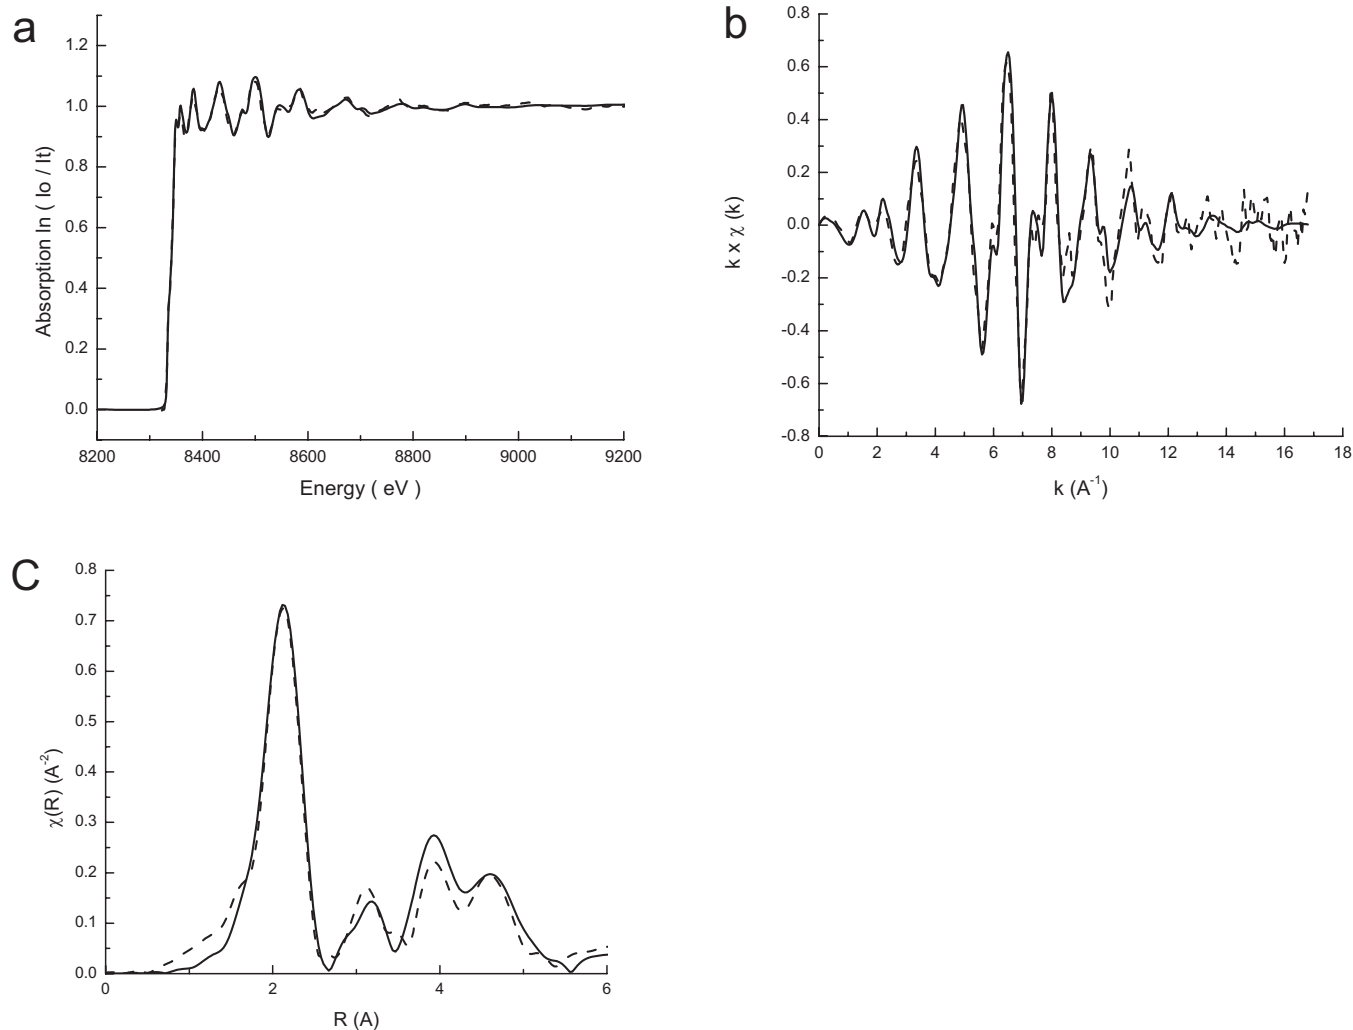 a
1.2
1.0
0.8
0.6
0.4
0.2
0.0
Absorption ln ( Io / It)
8200 8400 8600 8800 9000 9200
Energy ( eV )
b
0.8
0.6
0.4
0.2
0.0
-0.2
-0.4
-0.6
-0.8
k x χ (k)
0 2 4 6 8 10 12 14 16 18
k (A⁻¹)
C
0.8
0.7
0.6
0.5
0.4
0.3
0.2
0.1
0.0
χ(R) (A⁻²)
0 2 4 6
R (A)